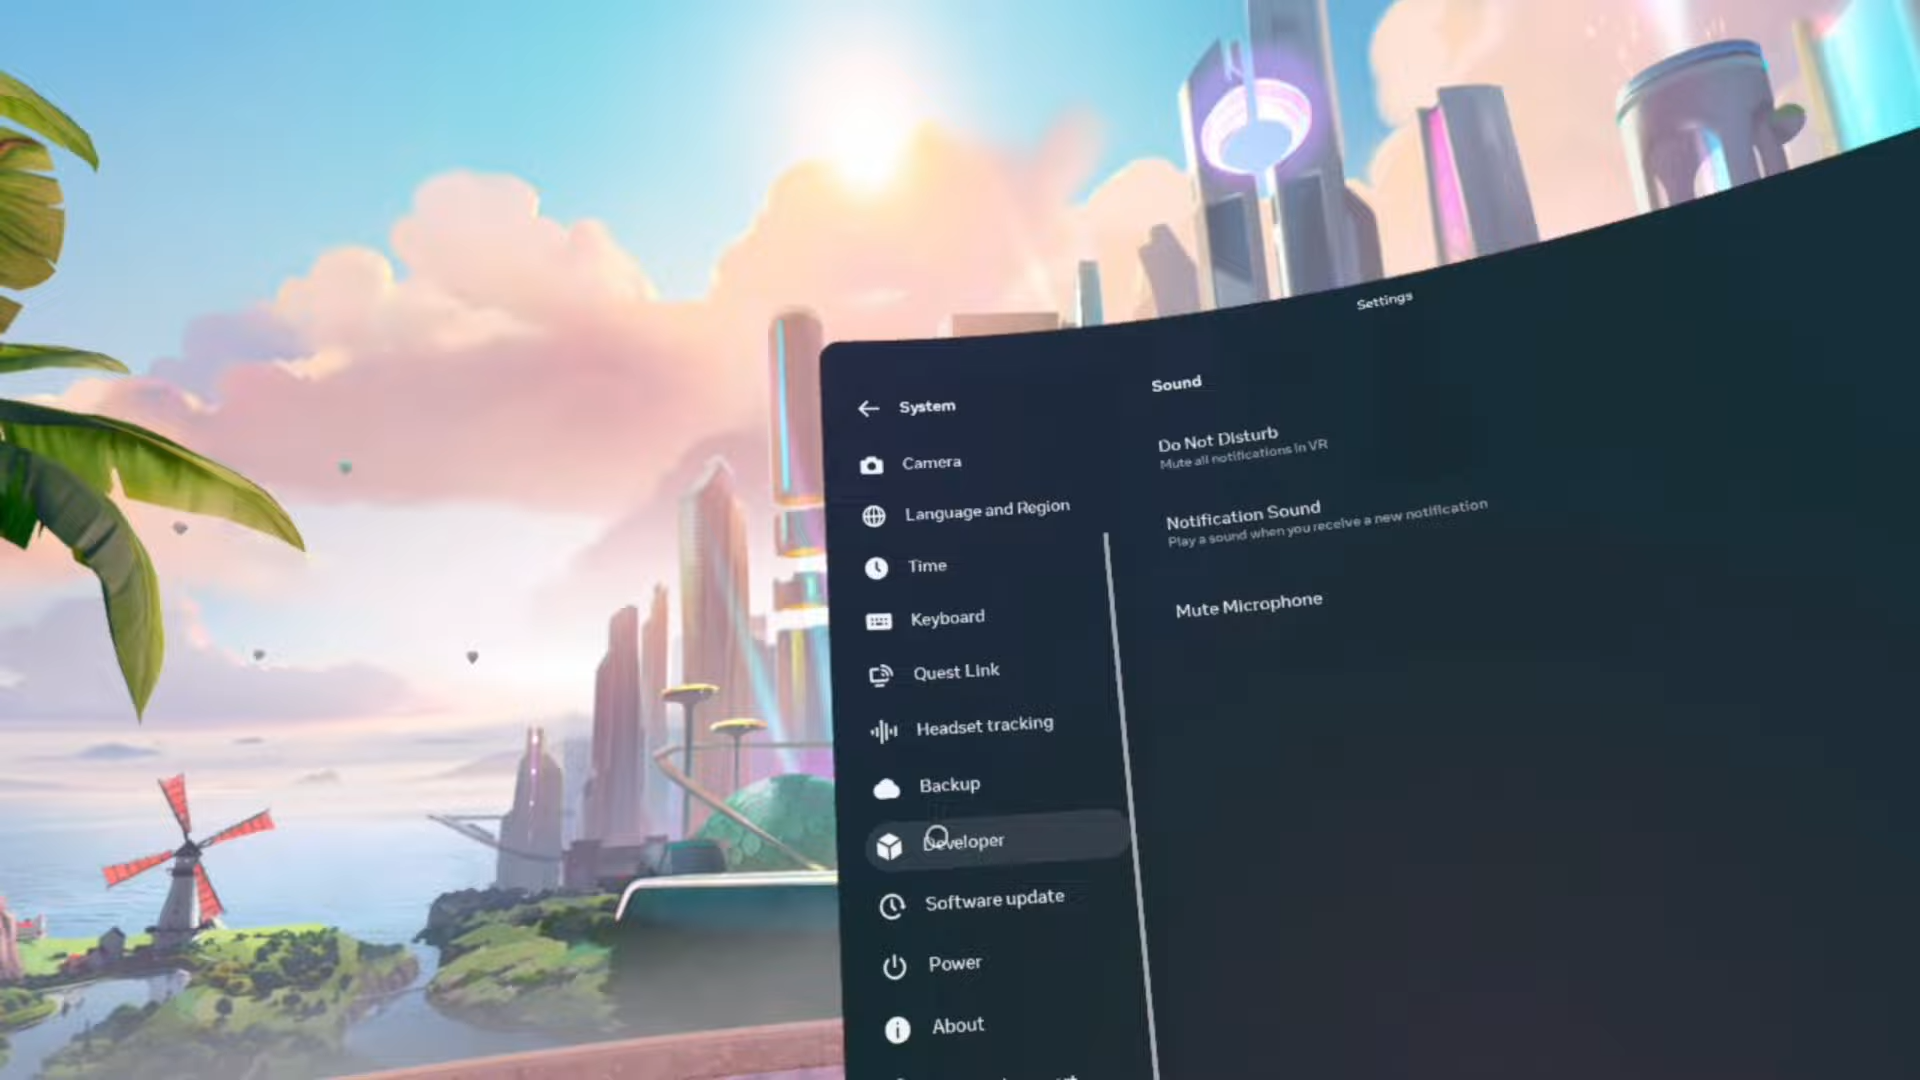 Settings
System
Camera
Language and Region
Time
Keyboard
Quest Link
Headset tracking
Backup
Developer
Software update
Power
About
Sound
Do Not Disturb
Mute all notifications in VR
Notification Sound
Play a sound when you receive a new notification
Mute Microphone